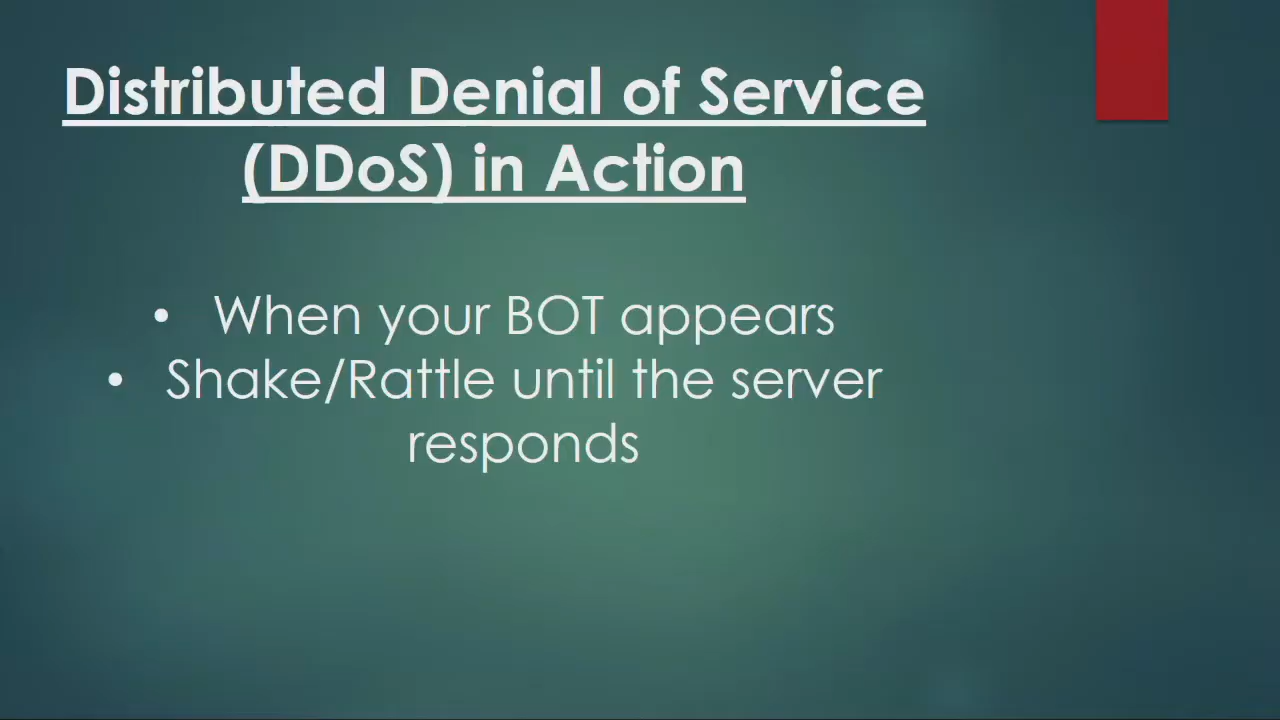 Distributed Denial of Service
(DDoS) in Action
• When your BOT appears
• Shake/Rattle until the server
responds